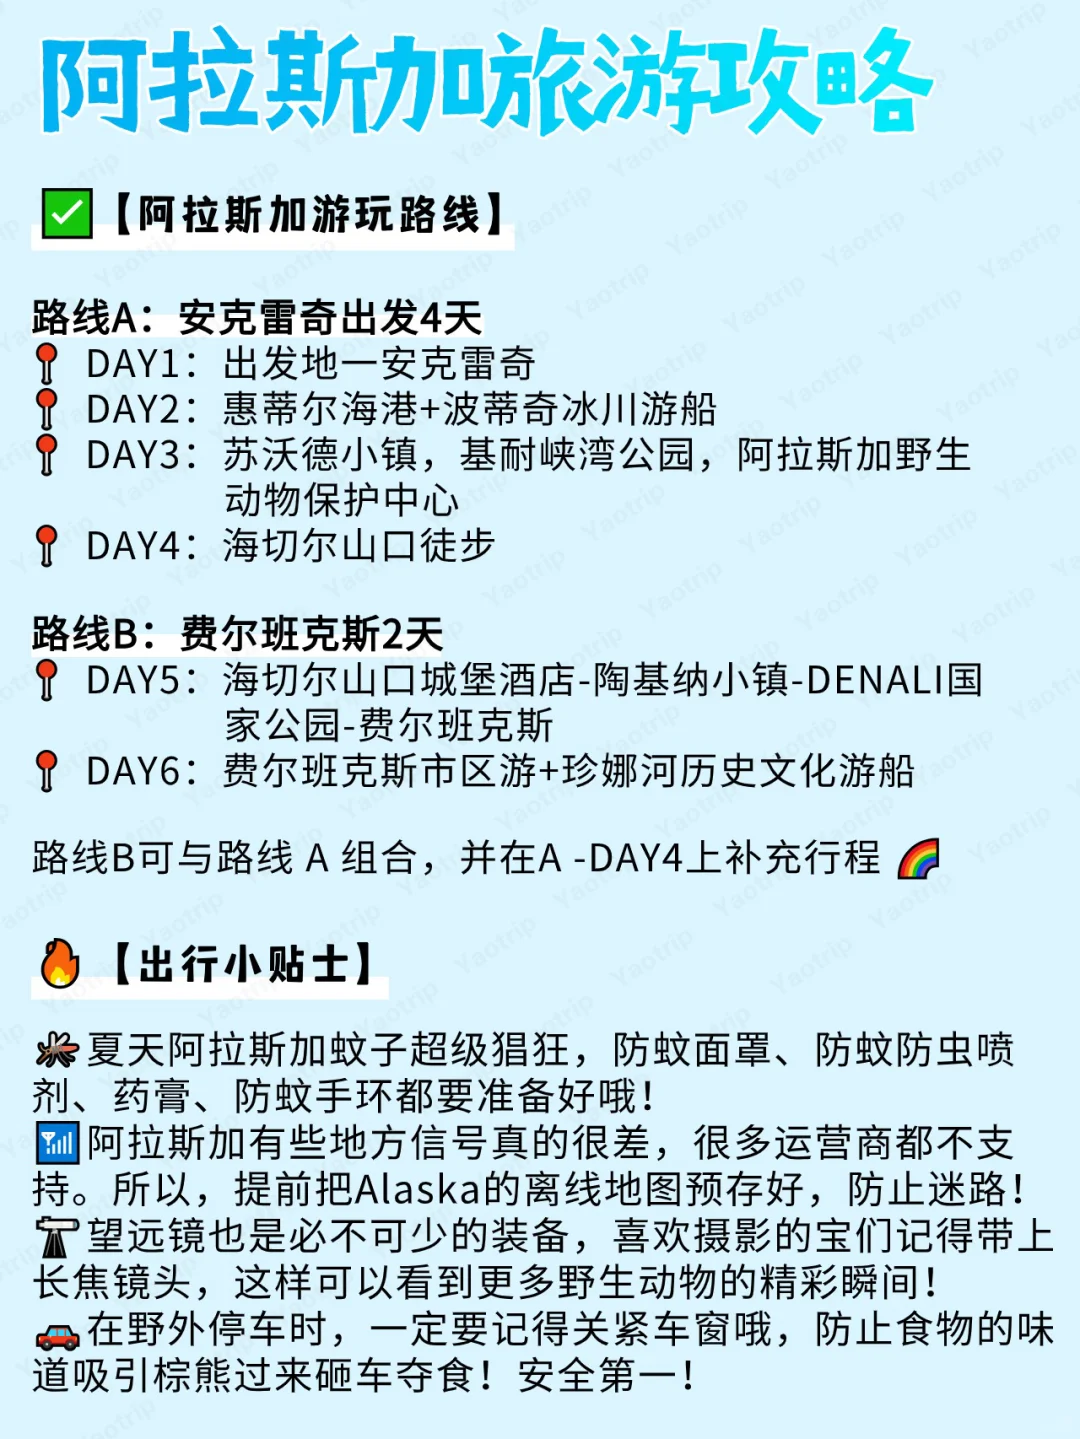 阿拉斯加旅游攻略
【阿拉斯加游玩路线】
路线A：安克雷奇出发4天
DAY1：出发地—安克雷奇
DAY2：惠蒂尔海港+波蒂奇冰川游船
DAY3：苏沃德小镇，基耐峡湾公园，阿拉斯加野生
动物保护中心
DAY4：海切尔山口徒步
路线B：费尔班克斯2天
DAY5：海切尔山口城堡酒店-陶基纳小镇-DENALI国
家公园-费尔班克斯
DAY6：费尔班克斯市区游+珍娜河历史文化游船
路线B可与路线 A 组合，并在A -DAY4上补充行程
【出行小贴士】
夏天阿拉斯加蚊子超级猖狂，防蚊面罩、防蚊防虫喷
剂、药膏、防蚊手环都要准备好哦！
阿拉斯加有些地方信号真的很差，很多运营商都不支
持。所以，提前把Alaska的离线地图预存好，防止迷路！
望远镜也是必不可少的装备，喜欢摄影的宝们记得带上
长焦镜头，这样可以看到更多野生动物的精彩瞬间！
在野外停车时，一定要记得关紧车窗哦，防止食物的味
道吸引棕熊过来砸车夺食！安全第一！
Yaotrip